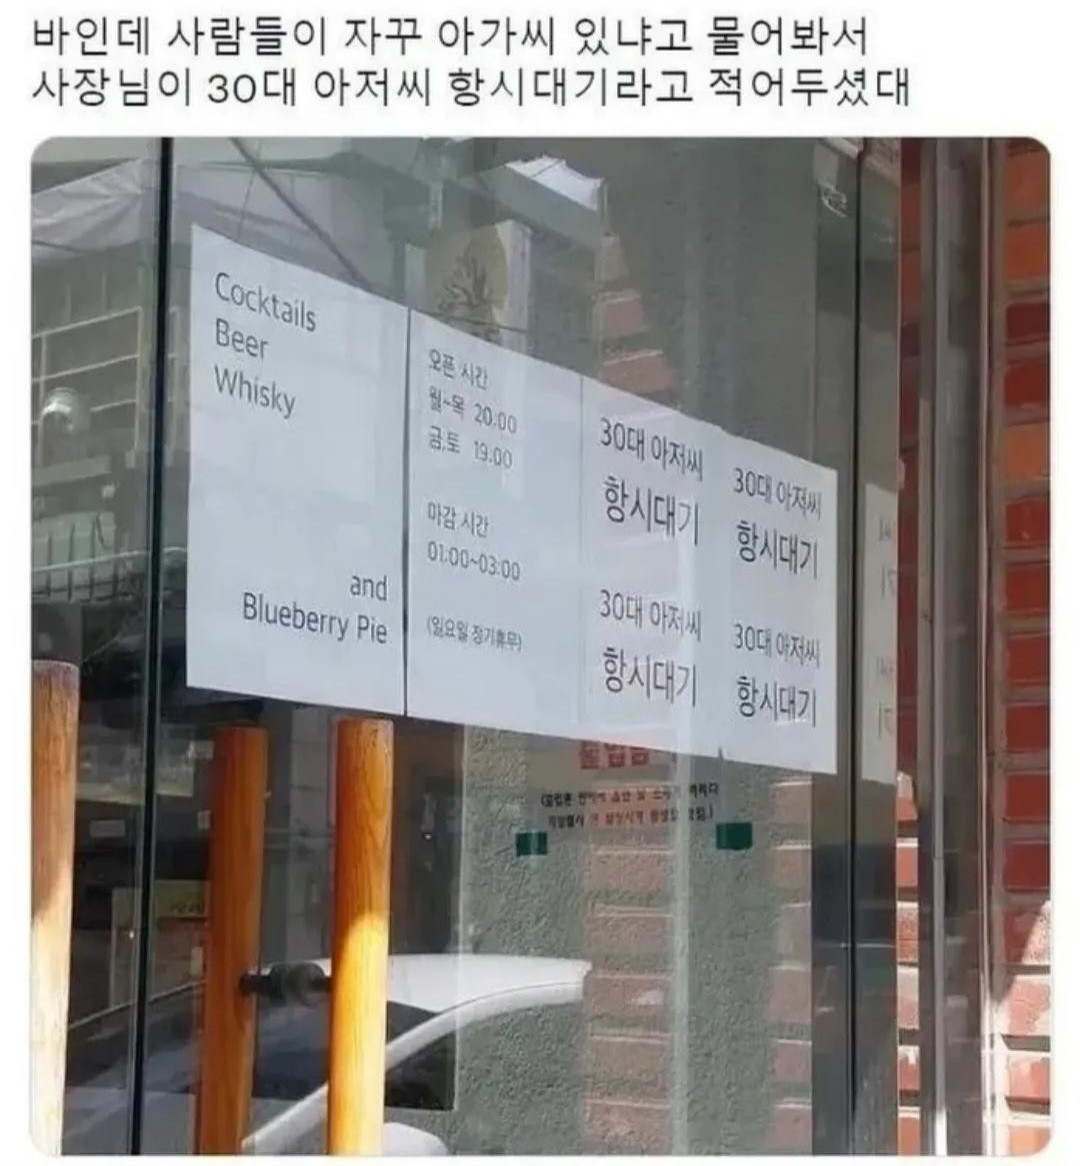 바인데 사람들이 자꾸 아가씨 있냐고 물어봐서
사장님이 30대 아저씨 항시대기라고 적어두셨대
Cocktails
Beer
Whisky
and
Blueberry Pie
오픈 시간
월~목 20:00
금,토 19:00
마감 시간
01:00~03:00
(일요일 정기휴무)
30대 아저씨
항시대기
30대 아저씨
항시대기
30대 아저씨
항시대기
30대 아저씨
항시대기